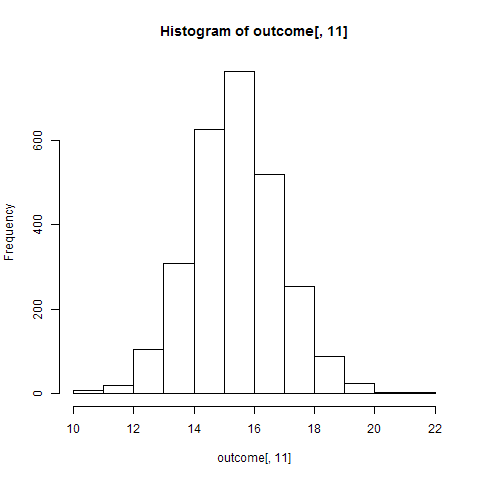 Histogram of outcome[, 11]
Frequency
600
400
200
0
10 12 14 16 18 20 22
outcome[, 11]